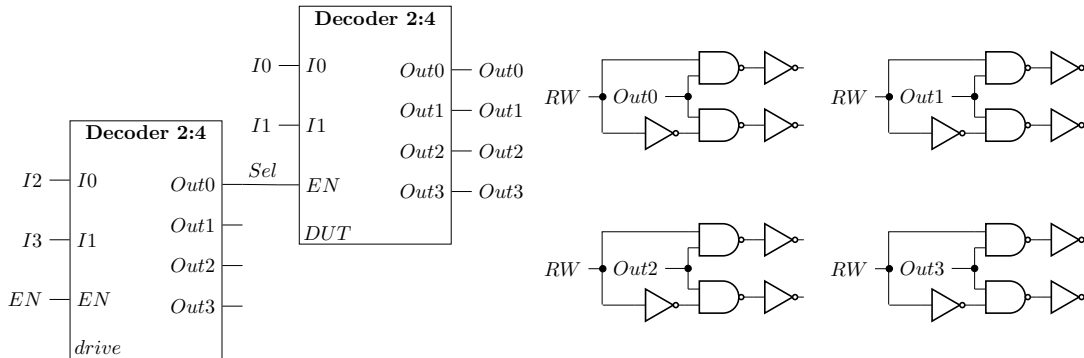 Decoder 2:4
I0 I0 Out0 Out0
I1 I1 Out1 Out1
Out2 Out2
Sel EN Out3 Out3
DUT
Decoder 2:4
I2 I0 Out0
Out1
I3 I1
Out2
EN EN Out3
drive
RW Out0
RW Out1
RW Out2
RW Out3